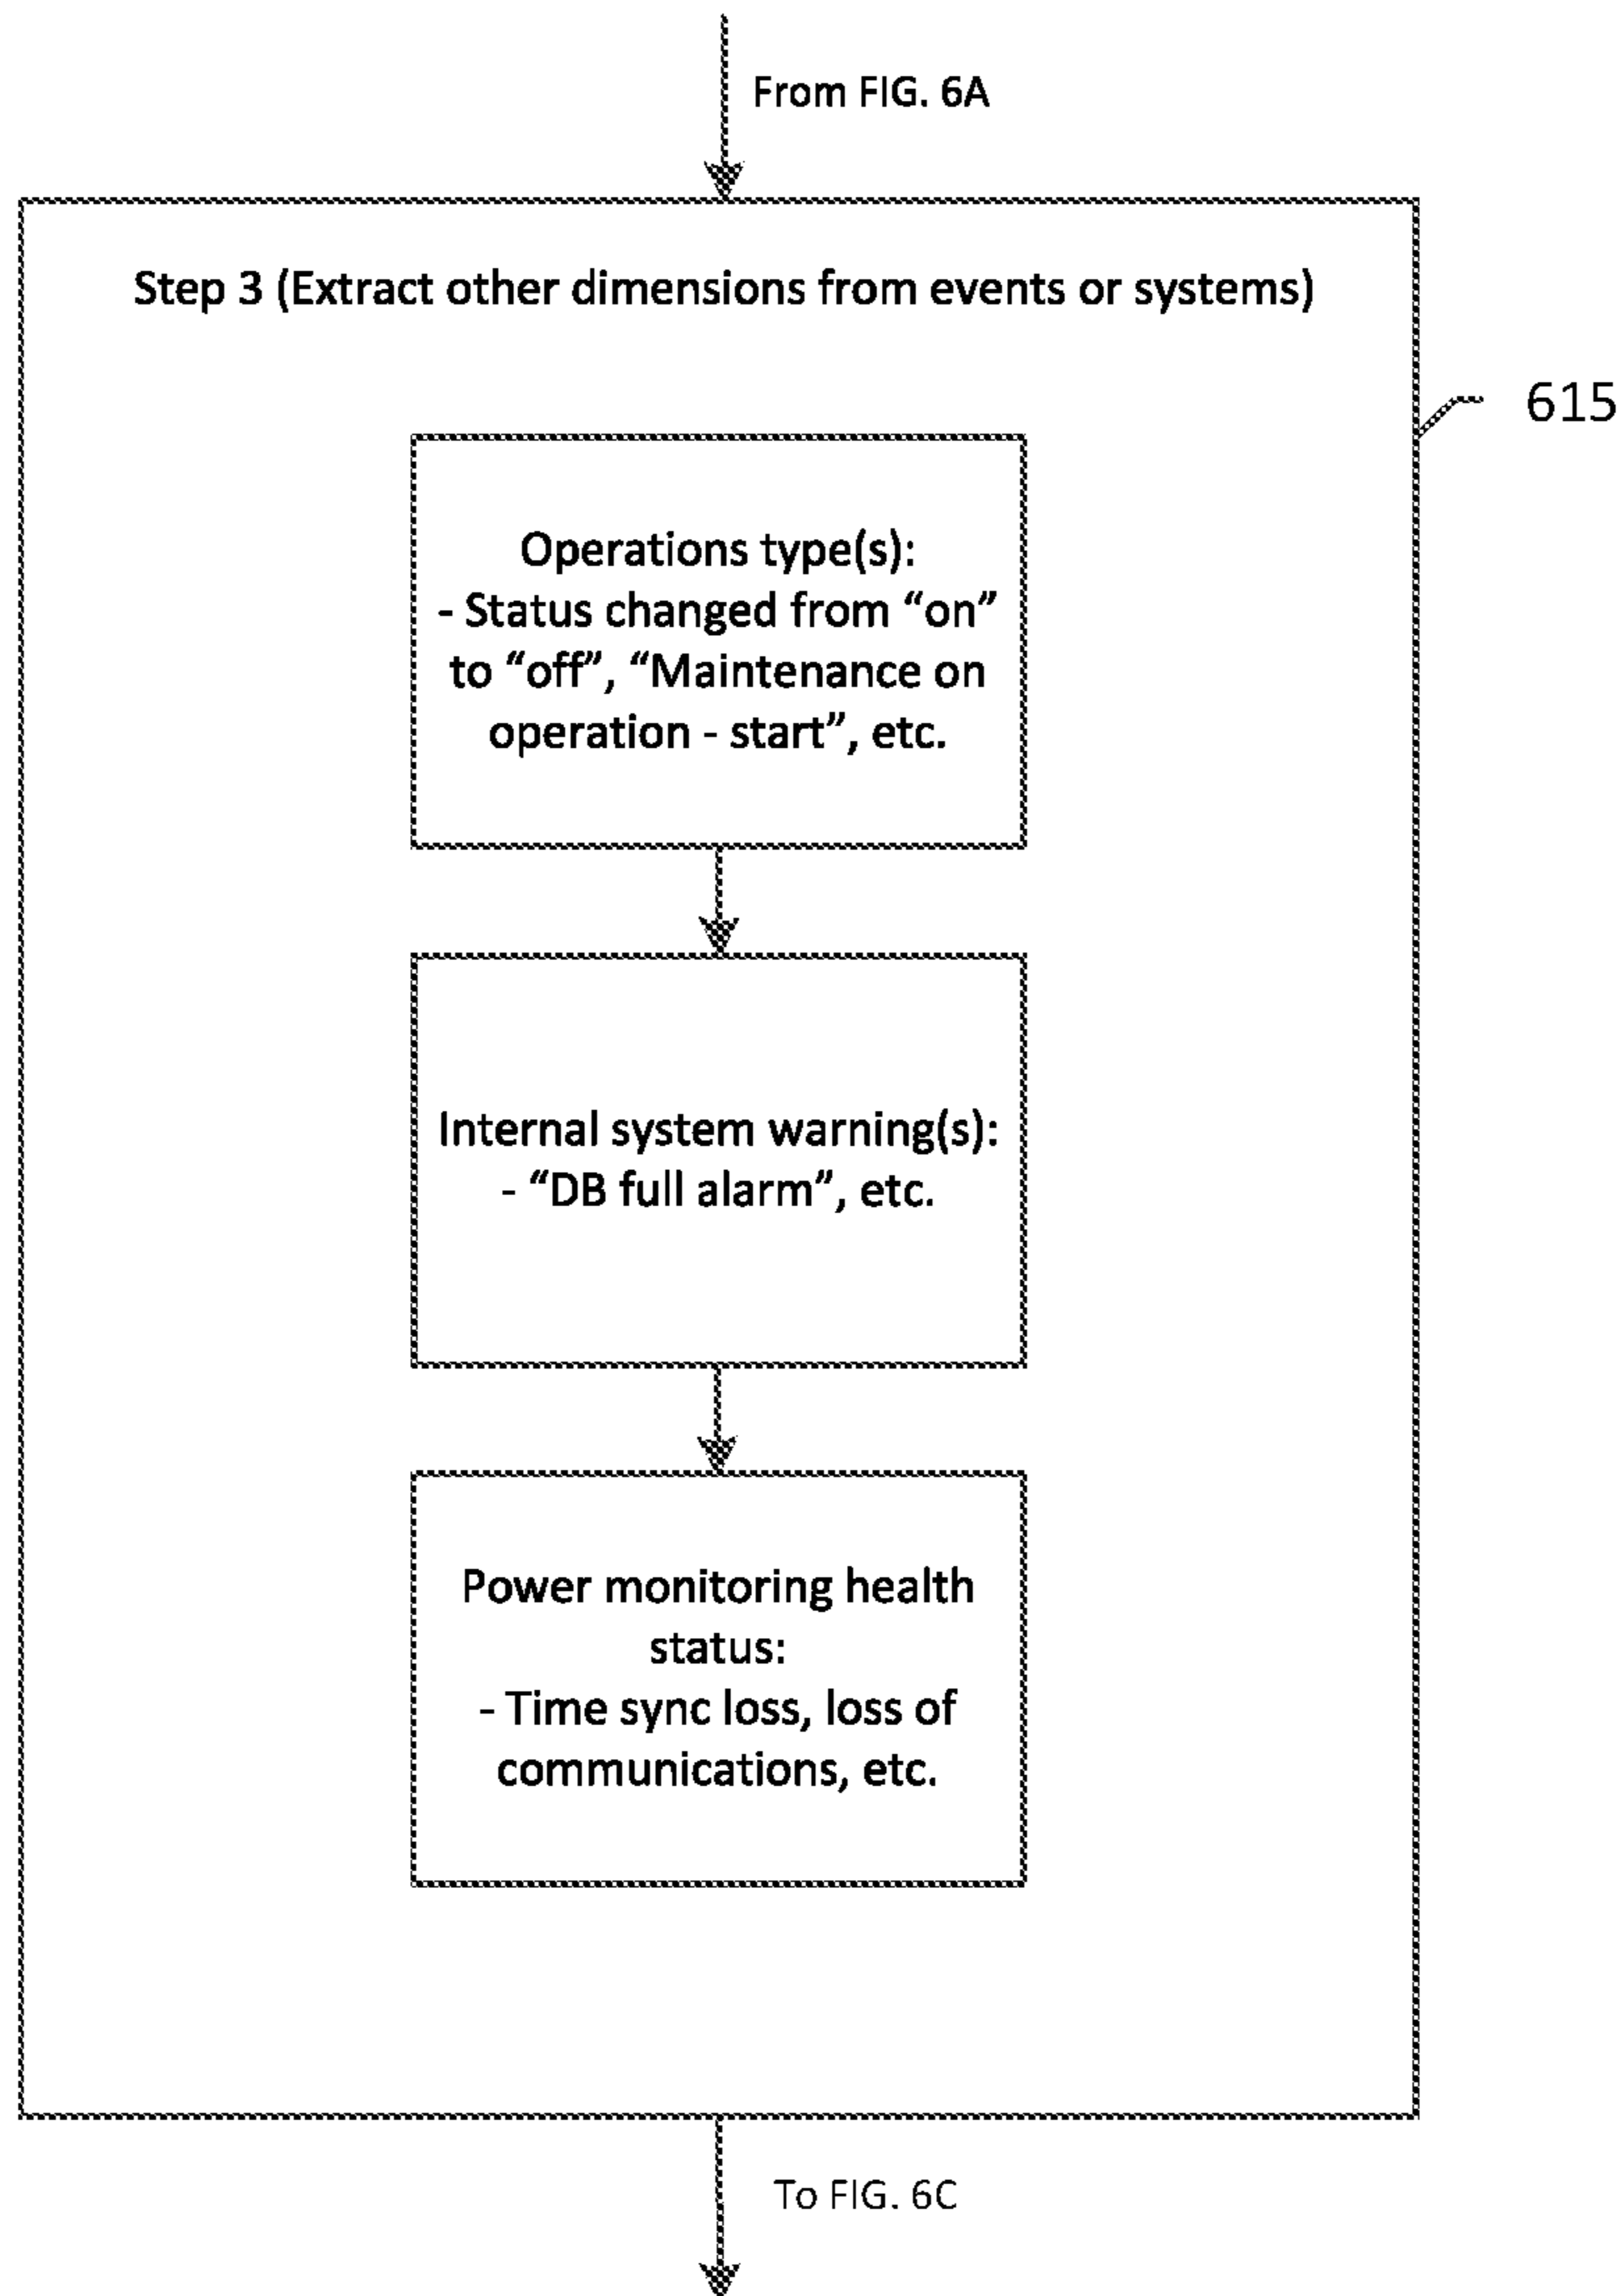 From FIG. 6A
Step 3 (Extract other dimensions from events or systems)
615
Operations type(s):
- Status changed from “on”
to “off”, “Maintenance on
operation - start”, etc.
Internal system warning(s):
- “DB full alarm”, etc.
Power monitoring health
status:
- Time sync loss, loss of
communications, etc.
To FIG. 6C